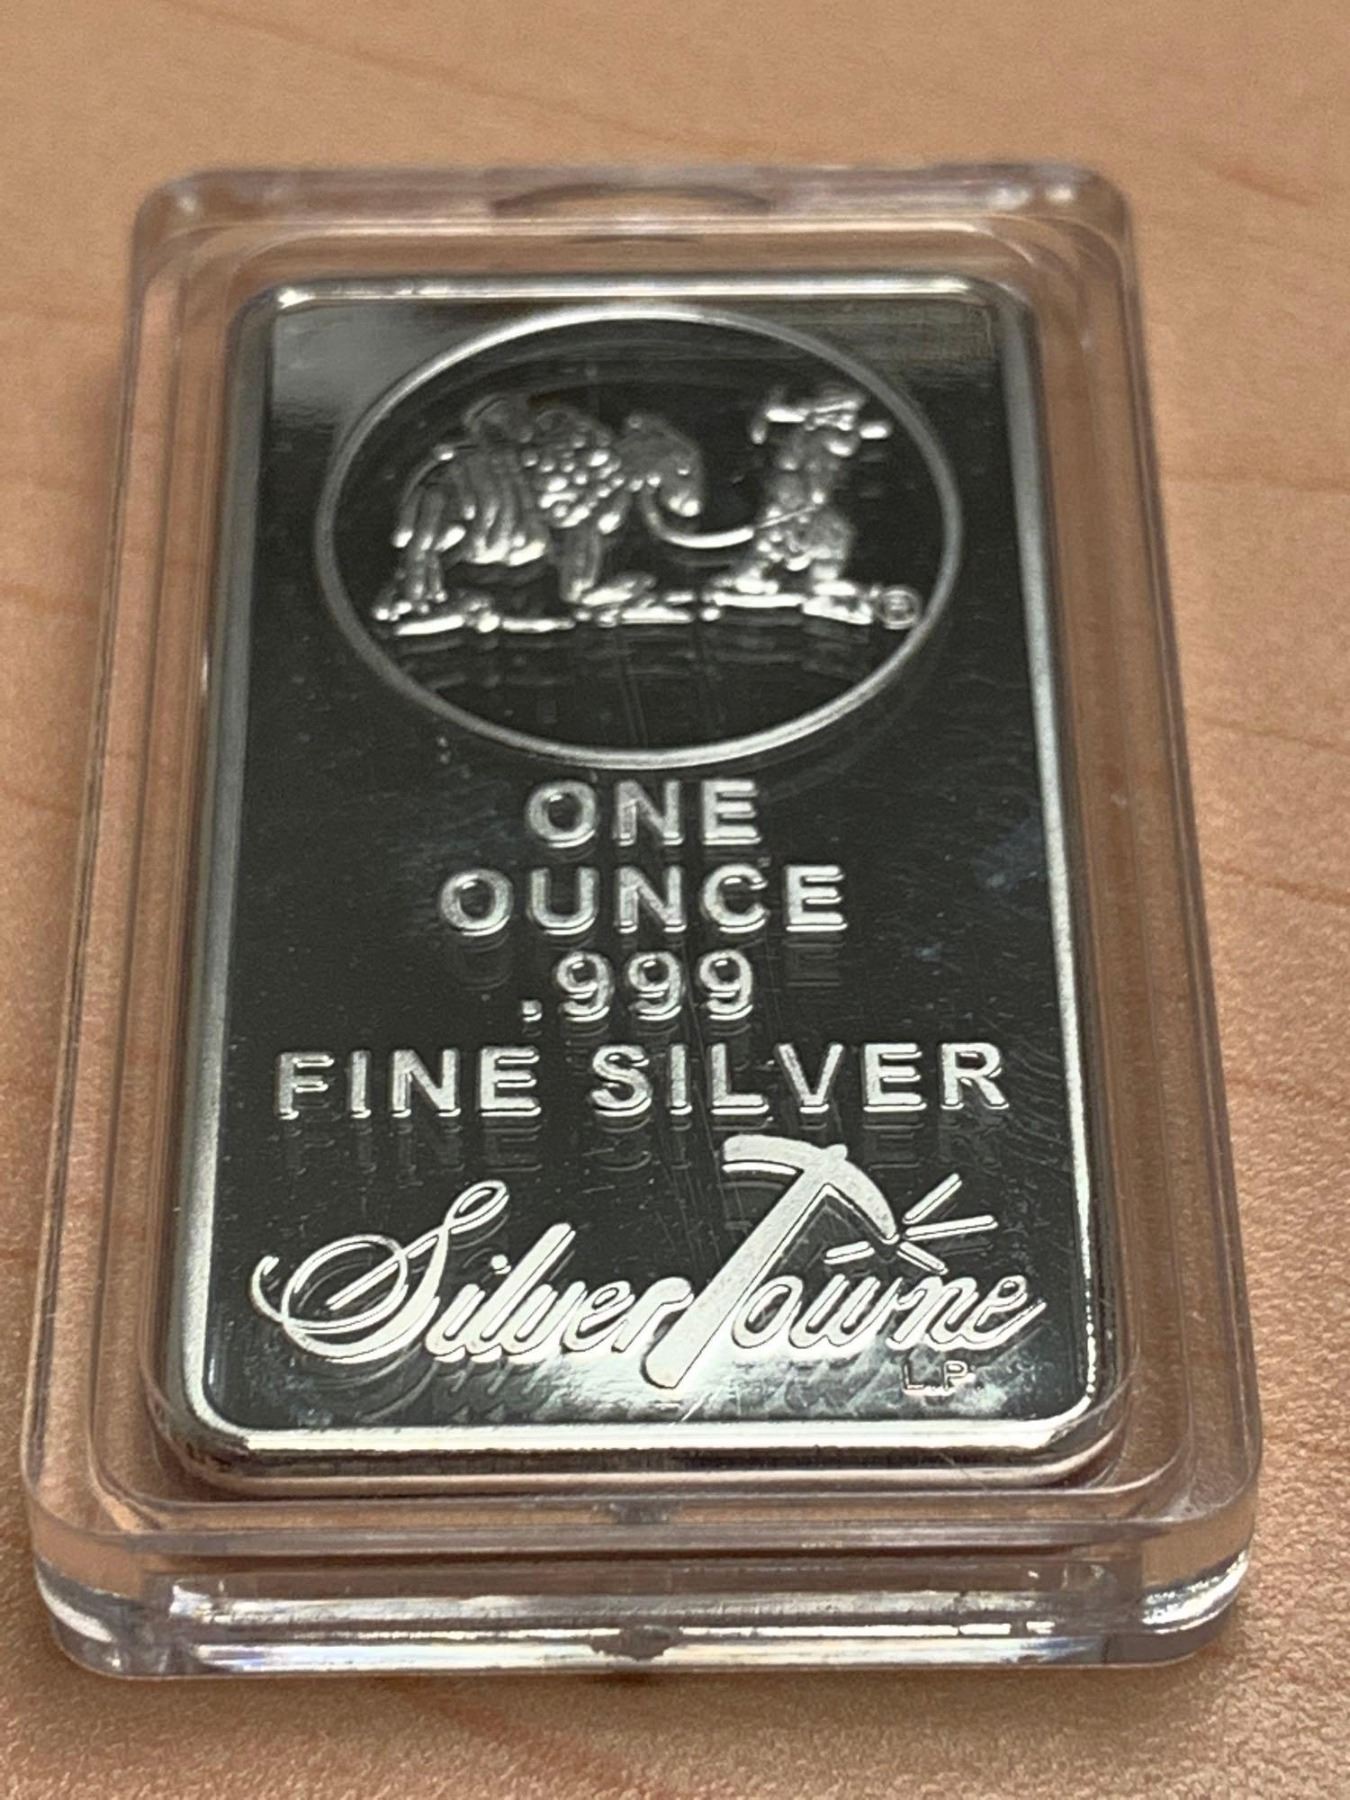 ®
ONE
OUNCE
.999
FINE SILVER
SilverTowne
L.P.